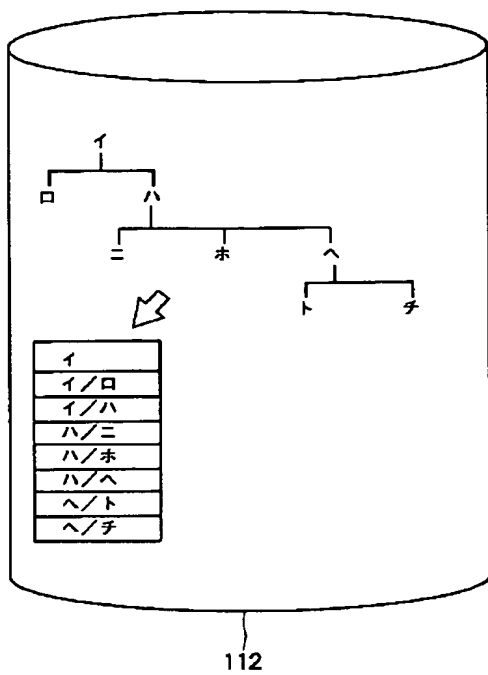 イ
ロ ハ
ニ ホ ヘ
ト チ
イ
イ/ロ
イ/ハ
ハ/ニ
ハ/ホ
ハ/ヘ
ヘ/ト
ヘ/チ
112